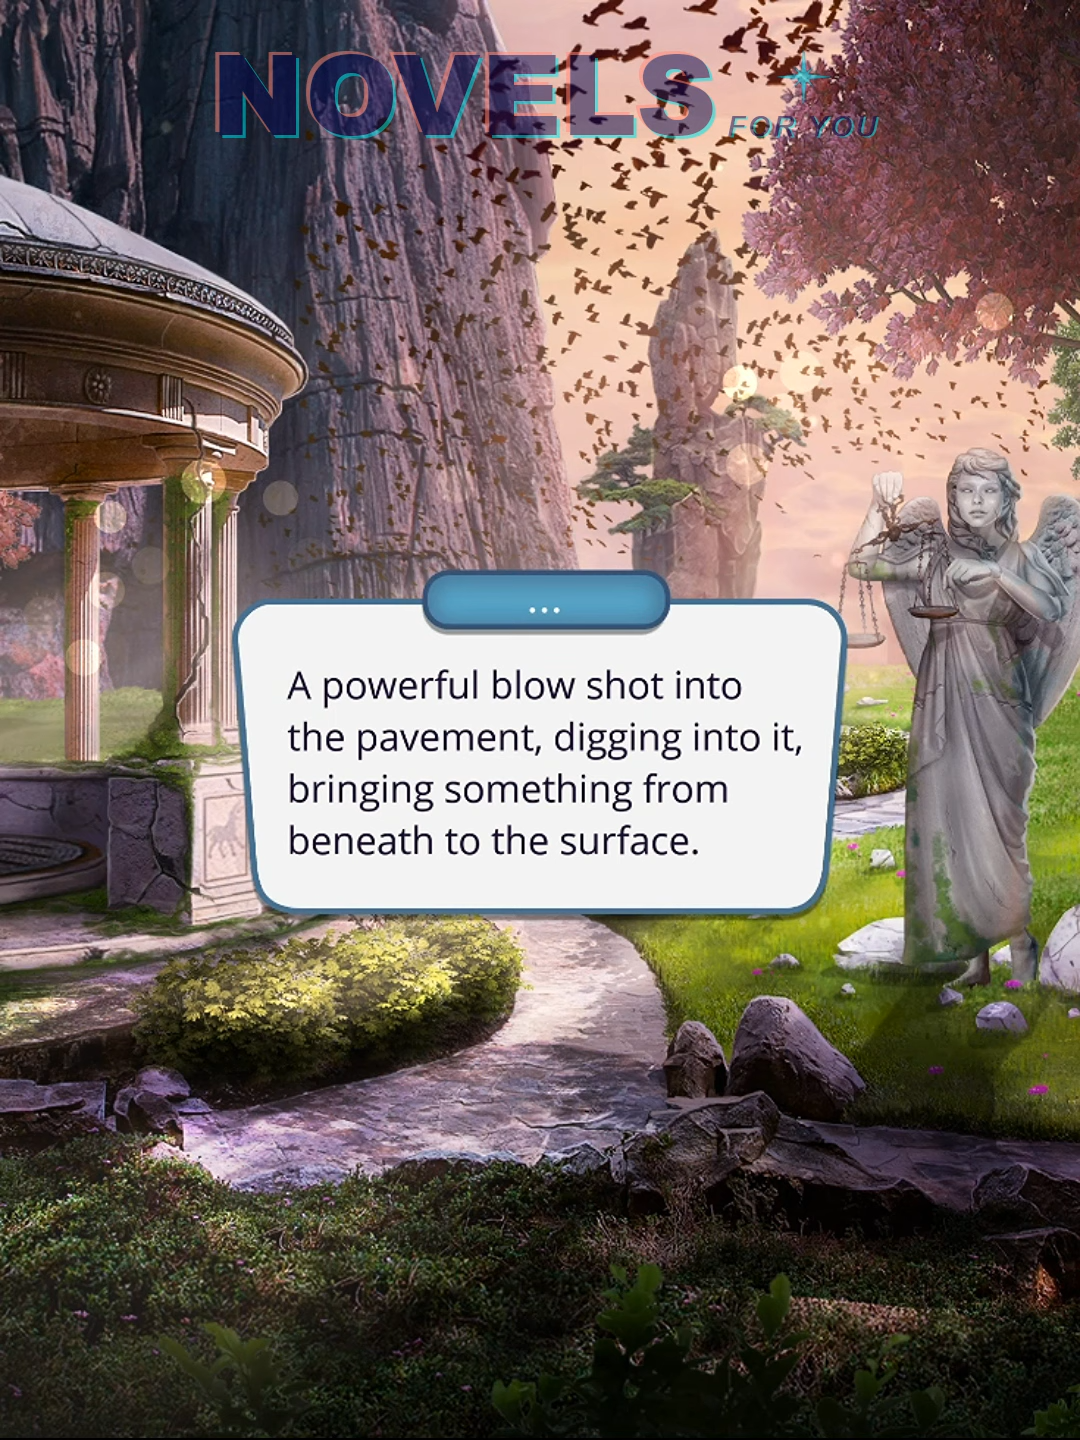 NOVELS
FOR YOU
...
A powerful blow shot into
the pavement, digging into it,
bringing something from
beneath to the surface.